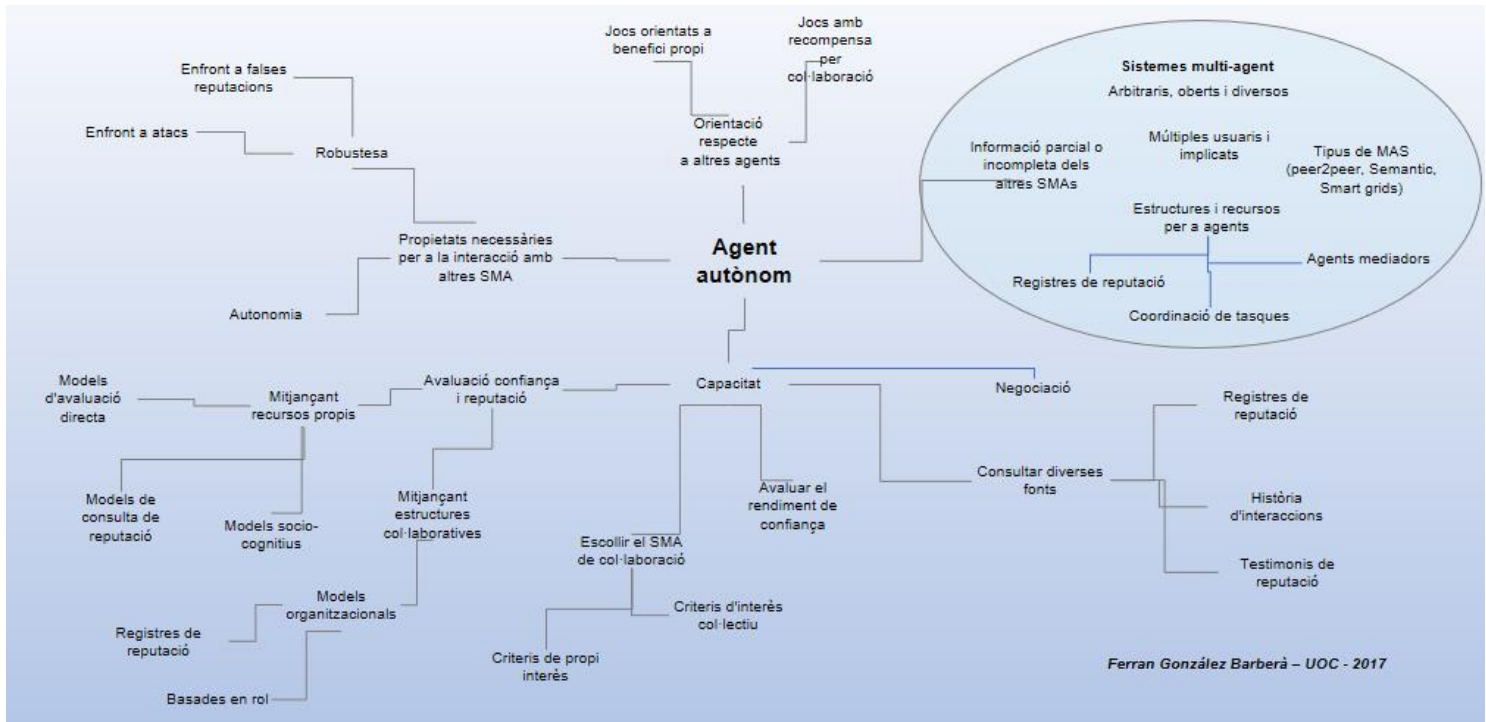 Jocs orientats a
benefici propi
Jocs amb
recompensa
per
col·laboració
Enfront a falses
reputacions
Enfront a atacs
Robustesa
Orientació
respecte
a altres agents
Sistemes multi-agent
Arbitraris, oberts i diversos
Informació parcial o
incompleta dels
altres SMAs
Múltiples usuaris i
implicats
Tipus de MAS
(peer2peer, Semantic,
Smart grids)
Estructures i recursos
per a agents
Agents mediadors
Registres de reputació
Coordinació de tasques
Propietats necessàries
per a la interacció amb
altres SMA
Agent
autònom
Autonomia
Models
d'avaluació
directa
Mitjançant
recursos propis
Avaluació confiança
i reputació
Capacitat
Negociació
Registres de
reputació
Consultar diverses
fonts
Història
d'interaccions
Testimonis de
reputació
Models de
consulta de
reputació
Models socio-
cognitius
Mitjançant
estructures
col·laboratives
Avaluar el
rendiment de
confiança
Escollir el SMA
de col·laboració
Models
organitzacionals
Criteris d'interès
col·lectiu
Registres de
reputació
Criteris de propi
interès
Basades en rol
Ferran González Barberà – UOC - 2017